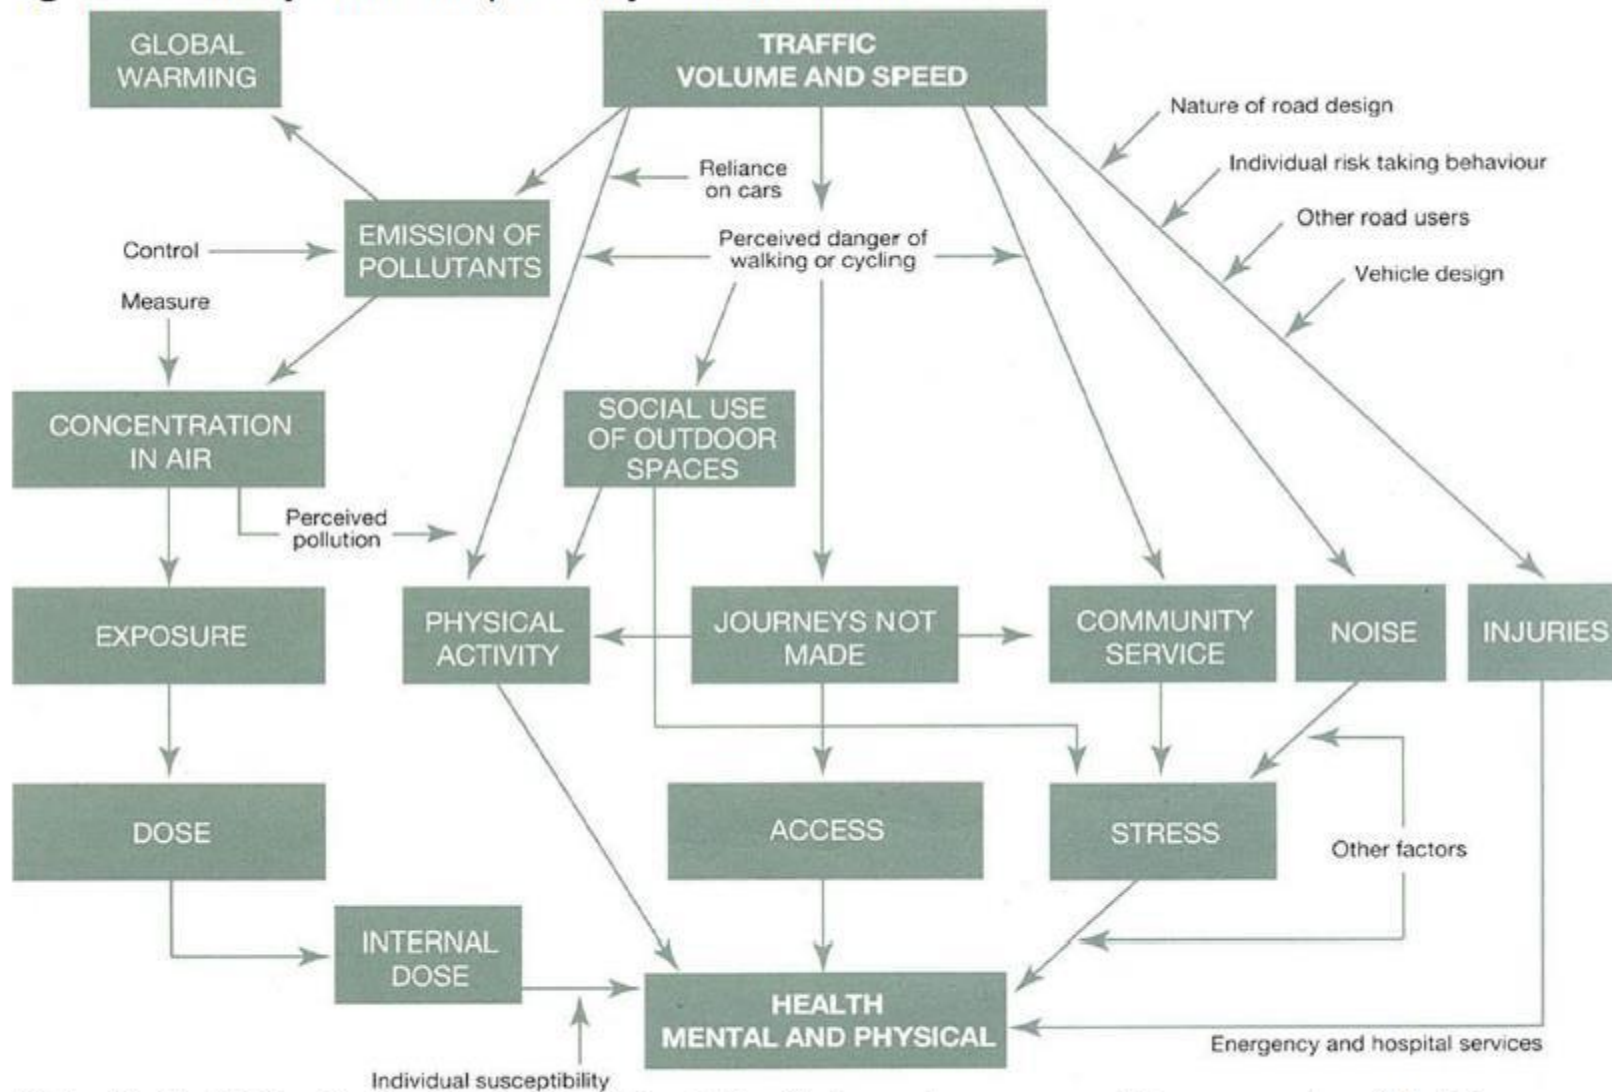 GLOBAL
WARMING
TRAFFIC
VOLUME AND SPEED
Nature of road design
Individual risk taking behaviour
Other road users
Vehicle design
Reliance
on cars
EMISSION OF
POLLUTANTS
Control
Perceived danger of
walking or cycling
Measure
CONCENTRATION
IN AIR
SOCIAL USE
OF OUTDOOR
SPACES
Perceived
pollution
EXPOSURE
PHYSICAL
ACTIVITY
JOURNEYS NOT
MADE
COMMUNITY
SERVICE
NOISE
INJURIES
DOSE
ACCESS
STRESS
Other factors
INTERNAL
DOSE
HEALTH
MENTAL AND PHYSICAL
Energency and hospital services
Individual susceptibility